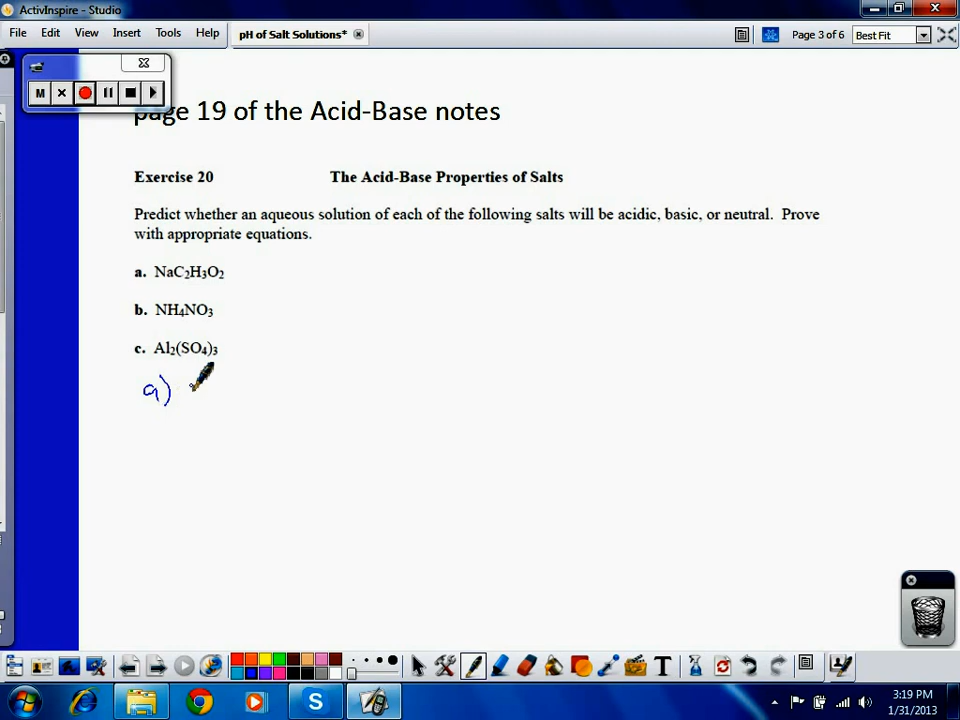 ActivInspire - Studio
File Edit View Insert Tools Help pH of Salt Solutions* Page 3 of 6 Best Fit
M
page 19 of the Acid-Base notes
Exercise 20 The Acid-Base Properties of Salts
Predict whether an aqueous solution of each of the following salts will be acidic, basic, or neutral. Prove
with appropriate equations.
a. NaC₂H₃O₂
b. NH₄NO₃
c. Al₂(SO₄)₃
a)
T
S
3:19 PM
1/31/2013